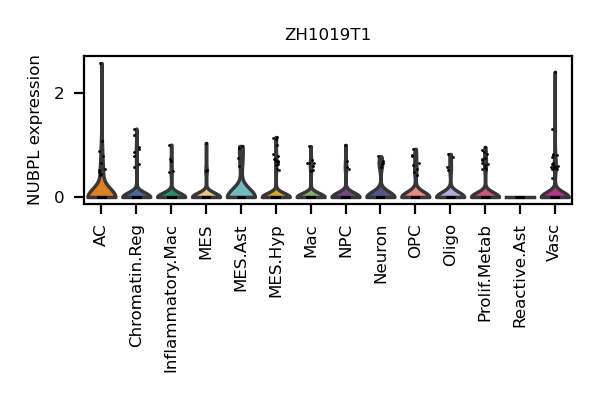 ZH1019T1
NUBPL expression
2
0
AC
Chromatin.Reg
Inflammatory.Mac
MES
MES.Ast
MES.Hyp
Mac
NPC
Neuron
OPC
Oligo
Prolif.Metab
Reactive.Ast
Vasc